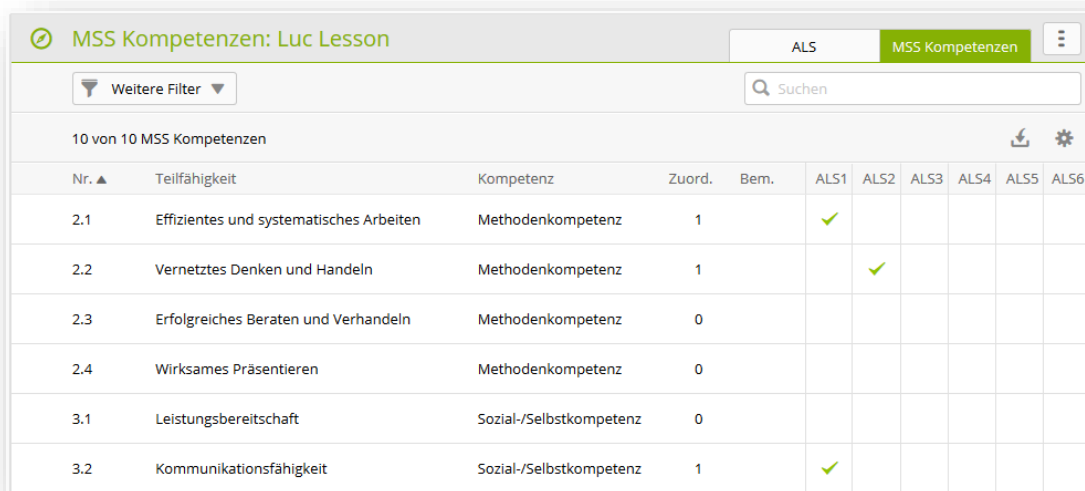 MSS Kompetenzen: Luc Lesson
ALS MSS Kompetenzen
Weitere Filter Suchen
10 von 10 MSS Kompetenzen
Nr. Teilfähigkeit Kompetenz Zuord. Bem. ALS1 ALS2 ALS3 ALS4 ALS5 ALS6
2.1 Effizientes und systematisches Arbeiten Methodenkompetenz 1
2.2 Vernetztes Denken und Handeln Methodenkompetenz 1
2.3 Erfolgreiches Beraten und Verhandeln Methodenkompetenz 0
2.4 Wirksames Präsentieren Methodenkompetenz 0
3.1 Leistungsbereitschaft Sozial-/Selbstkompetenz 0
3.2 Kommunikationsfähigkeit Sozial-/Selbstkompetenz 1